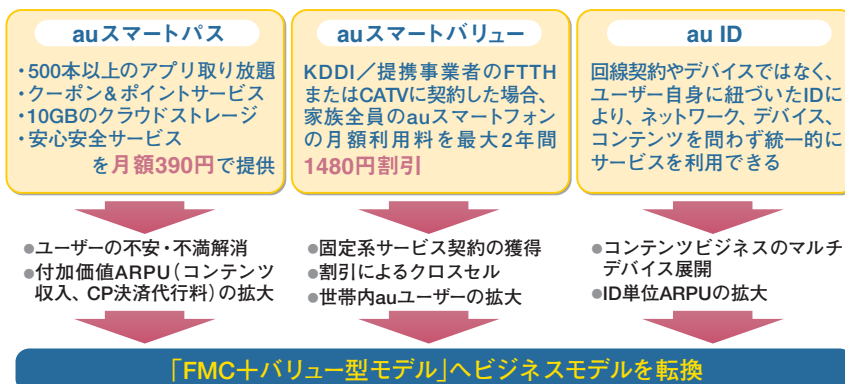 auスマートパス
・500本以上のアプリ取り放題
・クーポン&ポイントサービス
・10GBのクラウドストレージ
・安心安全サービス
を月額390円で提供
auスマートバリュー
KDDI／提携事業者のFTTH
またはCATVに契約した場合、
家族全員のauスマートフォン
の月額利用料を最大2年間
1480円割引
au ID
回線契約やデバイスではなく、
ユーザー自身に紐づいたIDに
より、ネットワーク、デバイス、
コンテンツを問わず統一的に
サービスを利用できる
●ユーザーの不安・不満解消
●付加価値ARPU（コンテンツ
収入、CP決済代行料）の拡大
●固定系サービス契約の獲得
●割引によるクロスセル
●世帯内auユーザーの拡大
●コンテンツビジネスのマルチ
デバイス展開
●ID単位ARPUの拡大
「FMC＋バリュー型モデル」へビジネスモデルを転換